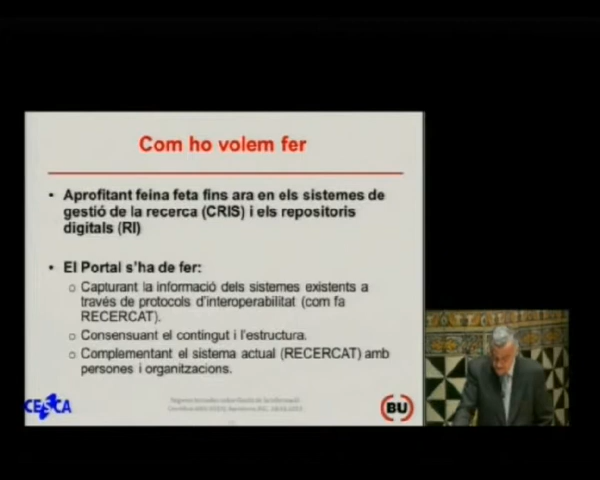 Com ho volem fer
• Aprofitant feina feta fins ara en els sistemes de
gestió de la recerca (CRIS) i els repositoris
digitals (RI)
• El Portal s'ha de fer:
o Capturant la informació dels sistemes existents a
través de protocols d'interoperabilitat (com fa
RECERCAT).
o Consensuant el contingut i l'estructura.
o Complementant el sistema actual (RECERCAT) amb
persones i organitzacions.
CESCA
BU